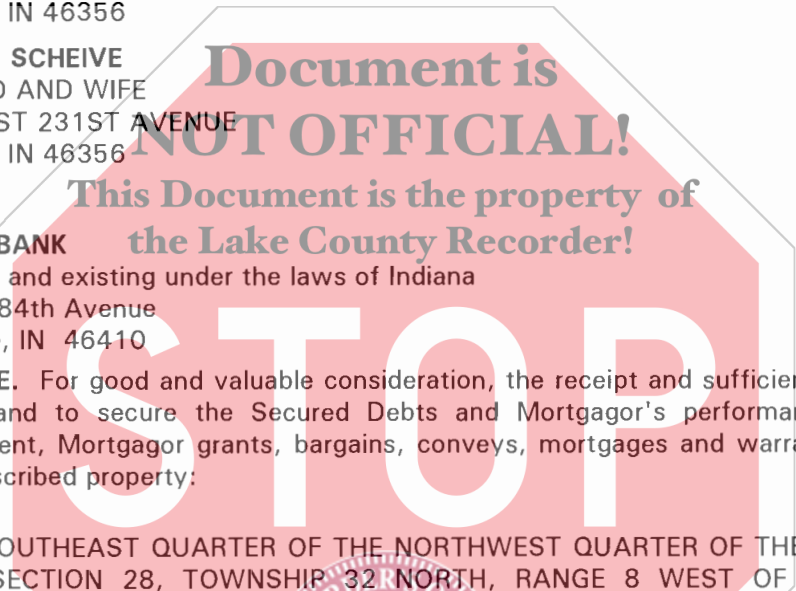 IN 46356
Document is
SCHEIVE
AND WIFE
ST 231ST AVENUE
NOT OFFICIAL!
IN 46356
This Document is the property of
BANK
the Lake County Recorder!
and existing under the laws of Indiana
84th Avenue
, IN 46410
STOP
E. For good and valuable consideration, the receipt and sufficien
and to secure the Secured Debts and Mortgagor's performa
ent, Mortgagor grants, bargains, conveys, mortgages and warra
scribed property:
OUTHEAST QUARTER OF THE NORTHWEST QUARTER OF THE
SECTION 28, TOWNSHIP 32 NORTH, RANGE 8 WEST OF